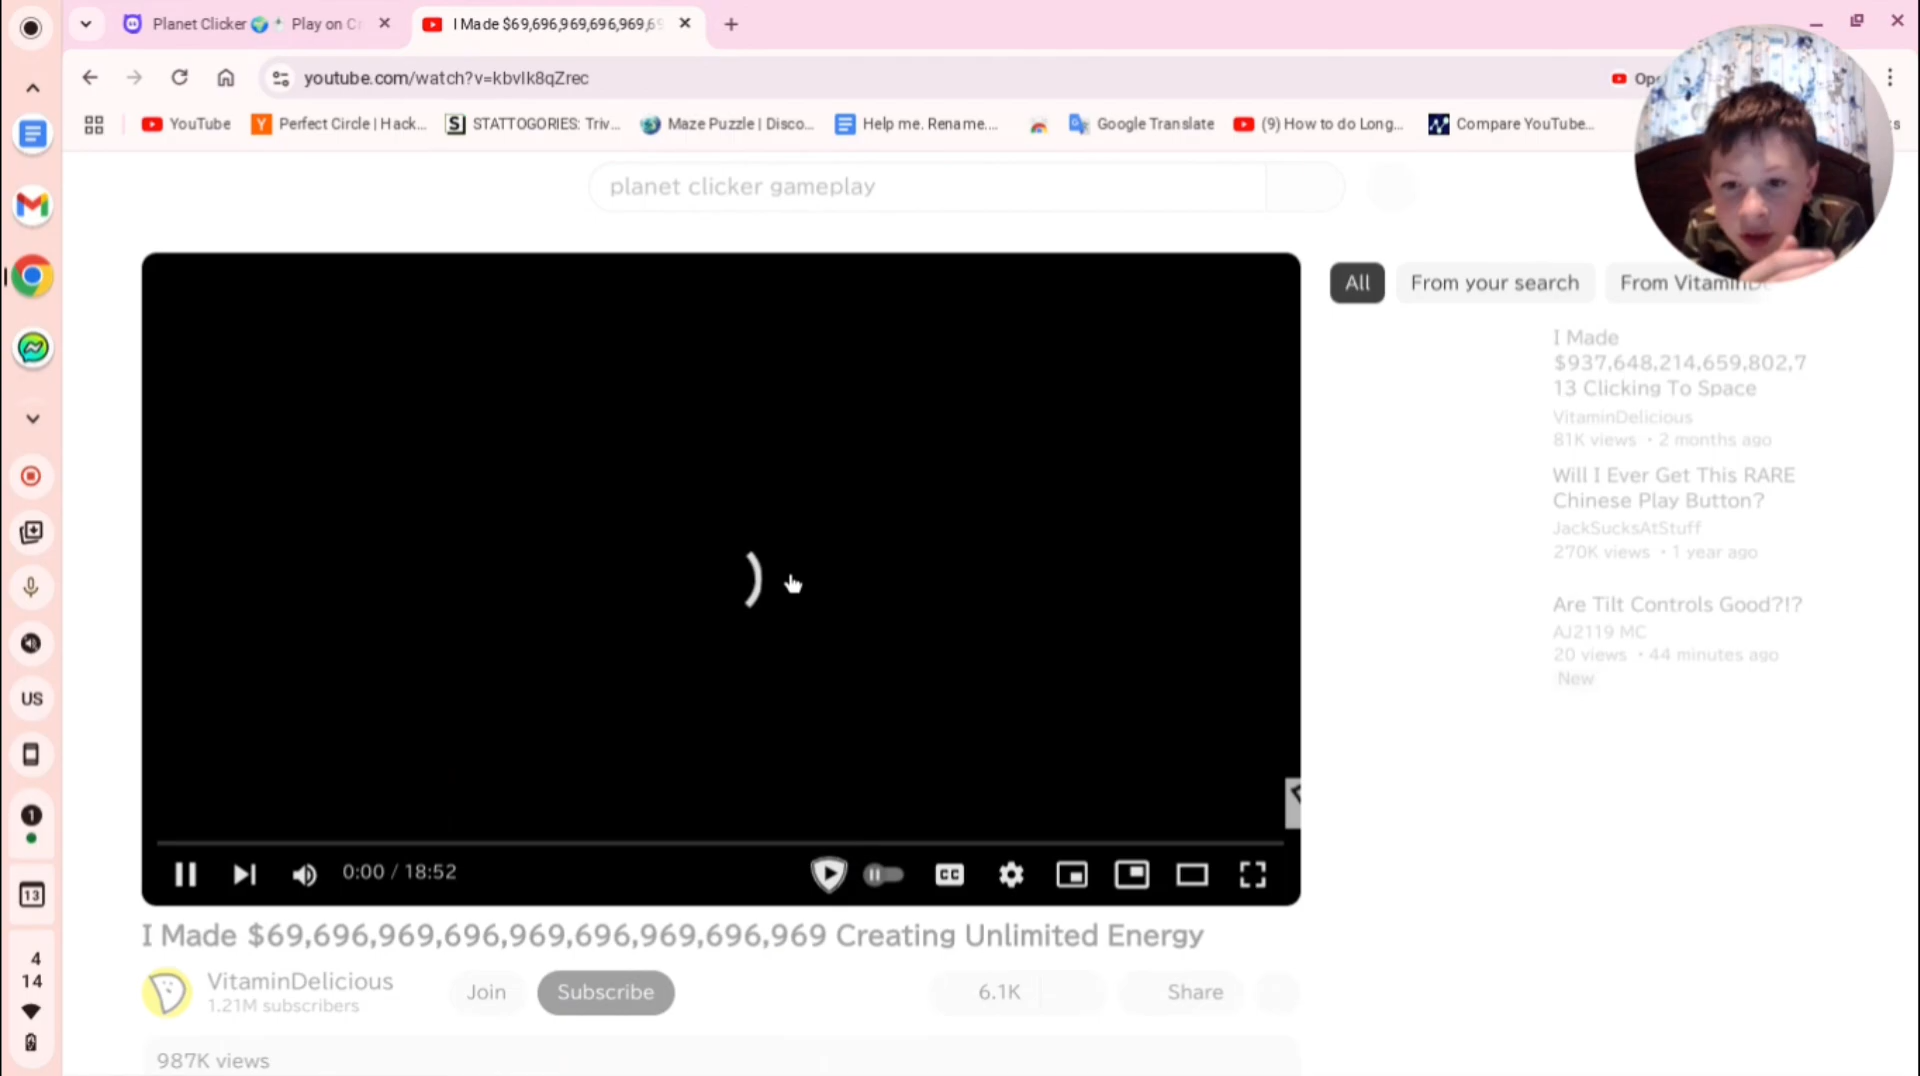 Planet Clicker 🌍 Play on C
I Made $69,696,969,696,969,69
youtube.com/watch?v=kbvIk8qZrec
YouTube
Perfect Circle | Hack...
STATTOGORIES: Triv...
Maze Puzzle | Disco...
Help me. Rename....
Google Translate
(9) How to do Long...
Compare YouTube...
planet clicker gameplay
All
From your search
From VitaminDe
I Made
$937,648,214,659,802,7
13 Clicking To Space
VitaminDelicious
81K views • 2 months ago
Will I Ever Get This RARE
Chinese Play Button?
JackSucksAtStuff
270K views • 1 year ago
Are Tilt Controls Good?!?
AJ2119 MC
20 views • 44 minutes ago
New
0:00 / 18:52
CC
I Made $69,696,969,696,969,696,969,696,969 Creating Unlimited Energy
VitaminDelicious
1.21M subscribers
Join
Subscribe
6.1K
Share
987K views
US
1
13
4
14